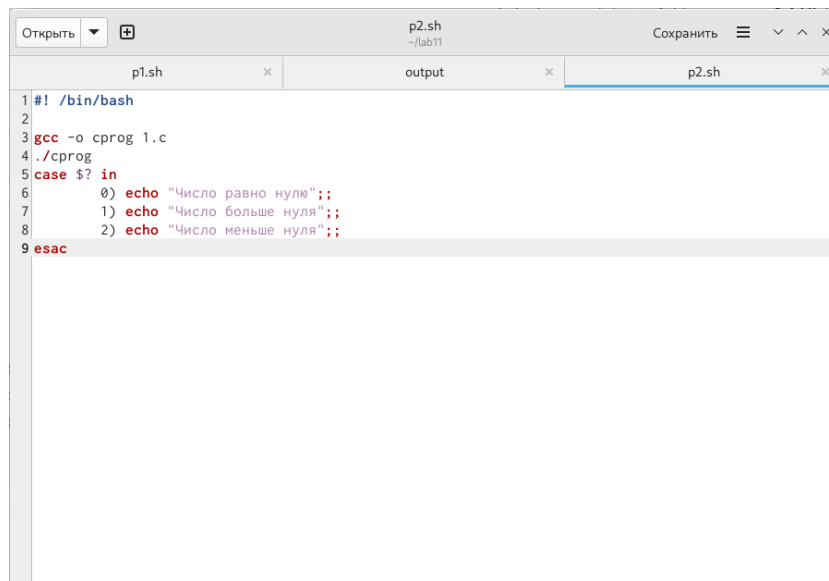 Открыть
p2.sh
~/lab11
Сохранить
p1.sh
output
p2.sh
1 #! /bin/bash
2
3 gcc -o cprog 1.c
4 ./cprog
5 case $? in
6 0) echo "Число равно нулю";;
7 1) echo "Число больше нуля";;
8 2) echo "Число меньше нуля";;
9 esac